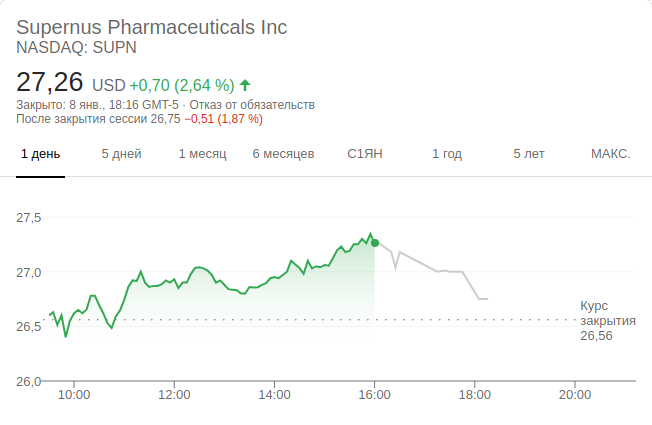 Supernus Pharmaceuticals Inc
NASDAQ: SUPN
27,26 USD +0,70 (2,64 %)
Закрыто: 8 янв., 18:16 GMT-5 · Отказ от обязательств
После закрытия сессии 26,75 −0,51 (1,87 %)
1 день 5 дней 1 месяц 6 месяцев С1ЯН 1 год 5 лет МАКС.
27,5
27,0
26,5
26,0
Курс
закрытия
26,56
10:00 12:00 14:00 16:00 18:00 20:00